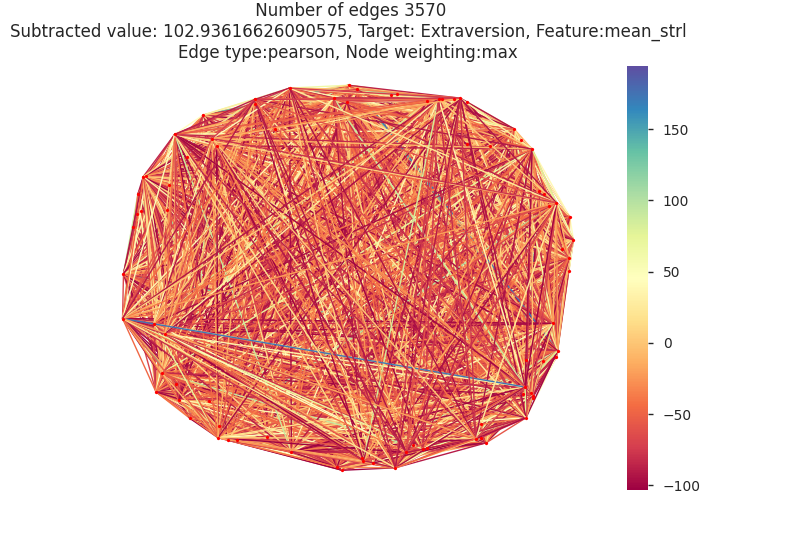 Number of edges 3570
Subtracted value: 102.93616626090575, Target: Extraversion, Feature:mean_strl
Edge type:pearson, Node weighting:max
150
100
50
0
−50
−100